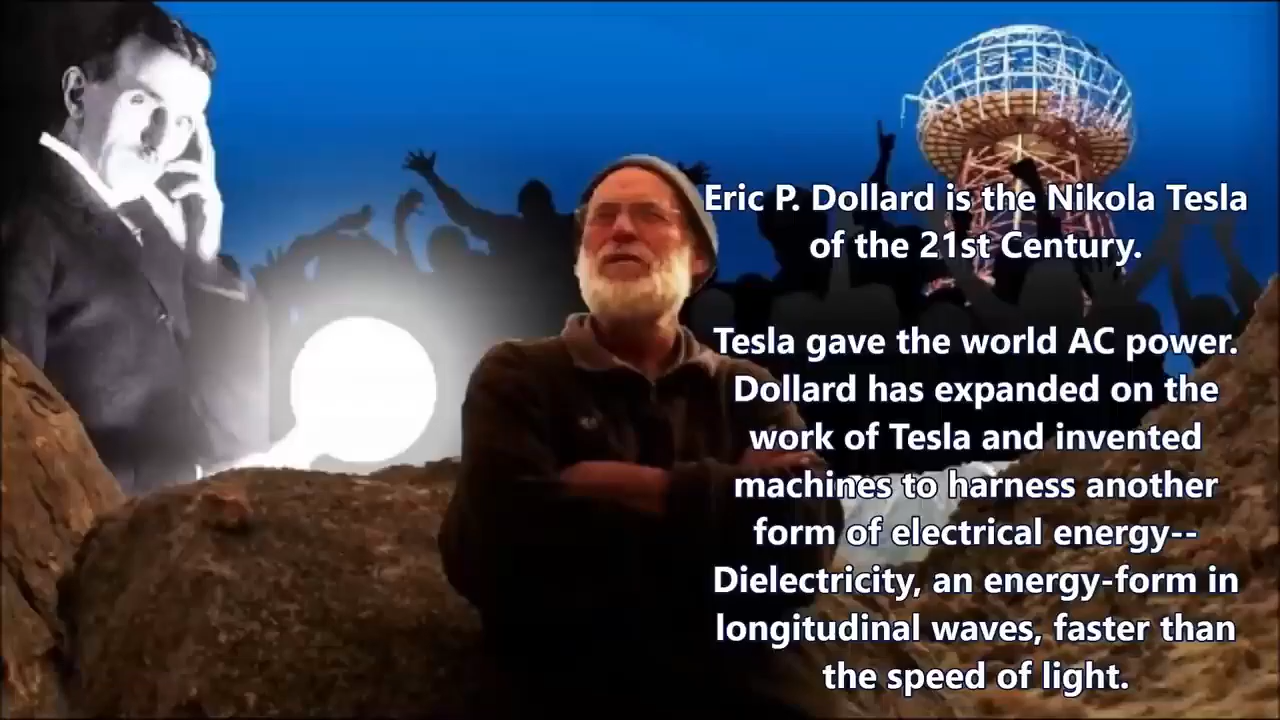 Eric P. Dollard is the Nikola Tesla
of the 21st Century.
Tesla gave the world AC power.
Dollard has expanded on the
work of Tesla and invented
machines to harness another
form of electrical energy--
Dielectricity, an energy-form in
longitudinal waves, faster than
the speed of light.